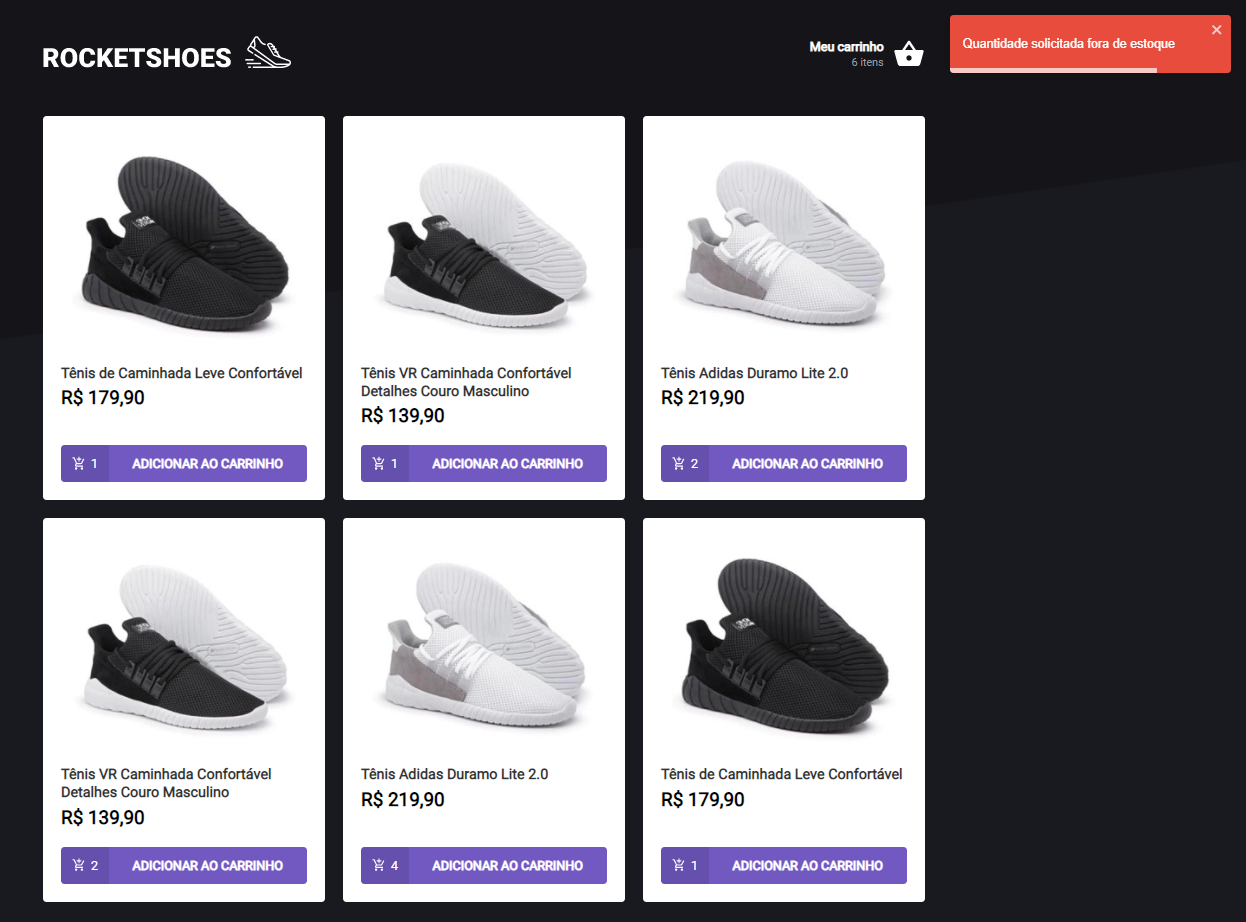 ROCKETSHOES
Meu carrinho
6 itens
Quantidade solicitada fora de estoque
Tênis de Caminhada Leve Confortável
R$ 179,90
1 ADICIONAR AO CARRINHO
Tênis VR Caminhada Confortável
Detalhes Couro Masculino
R$ 139,90
1 ADICIONAR AO CARRINHO
Tênis Adidas Duramo Lite 2.0
R$ 219,90
2 ADICIONAR AO CARRINHO
Tênis VR Caminhada Confortável
Detalhes Couro Masculino
R$ 139,90
2 ADICIONAR AO CARRINHO
Tênis Adidas Duramo Lite 2.0
R$ 219,90
4 ADICIONAR AO CARRINHO
Tênis de Caminhada Leve Confortável
R$ 179,90
1 ADICIONAR AO CARRINHO